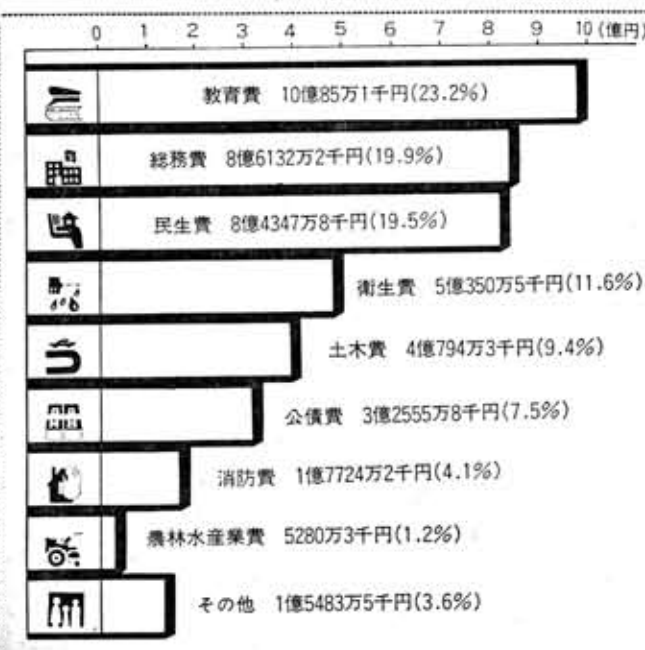 0 1 2 3 4 5 6 7 8 9 10 (億円)
教育費 10億85万1千円(23.2%)
総務費 8億6132万2千円(19.9%)
民生費 8億4347万8千円(19.5%)
衛生費 5億350万5千円(11.6%)
土木費 4億794万3千円(9.4%)
公債費 3億2555万8千円(7.5%)
消防費 1億7724万2千円(4.1%)
農林水産業費 5280万3千円(1.2%)
その他 1億5483万5千円(3.6%)